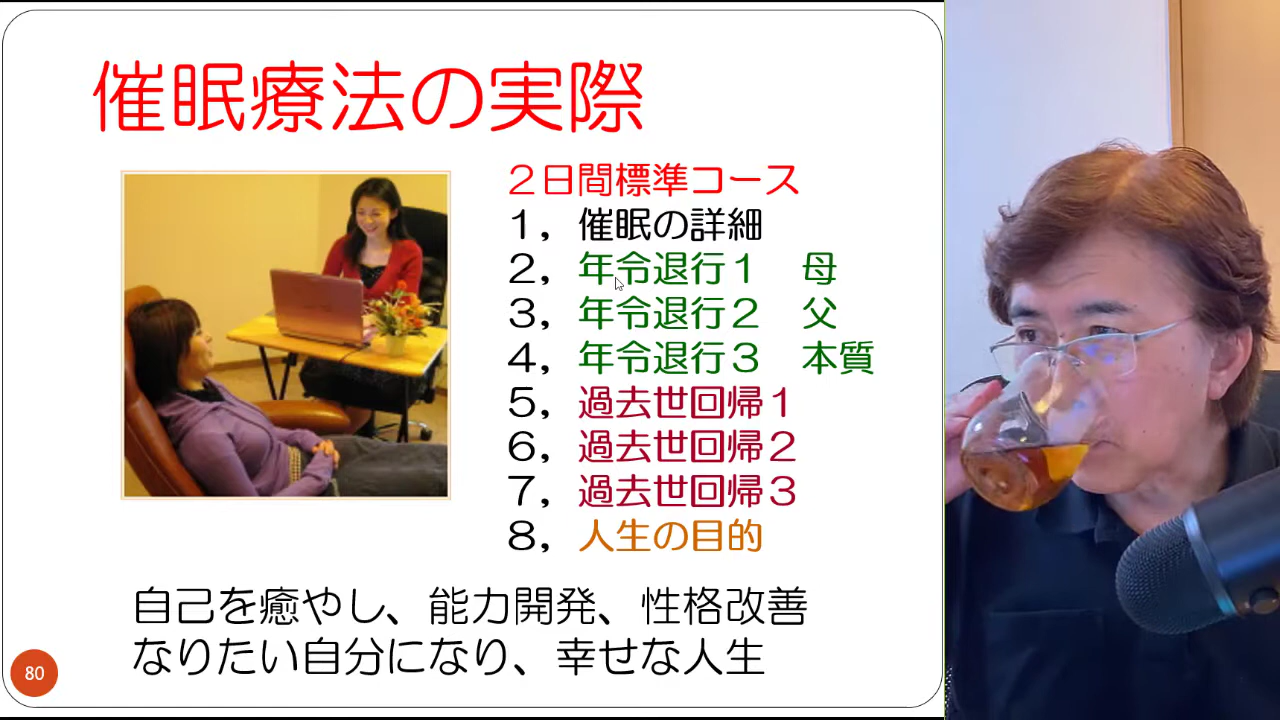 催眠療法の実際
２日間標準コース
１，催眠の詳細
２，年令退行１　母
３，年令退行２　父
４，年令退行３　本質
５，過去世回帰１
６，過去世回帰２
７，過去世回帰３
８，人生の目的
自己を癒やし、能力開発、性格改善
なりたい自分になり、幸せな人生
80